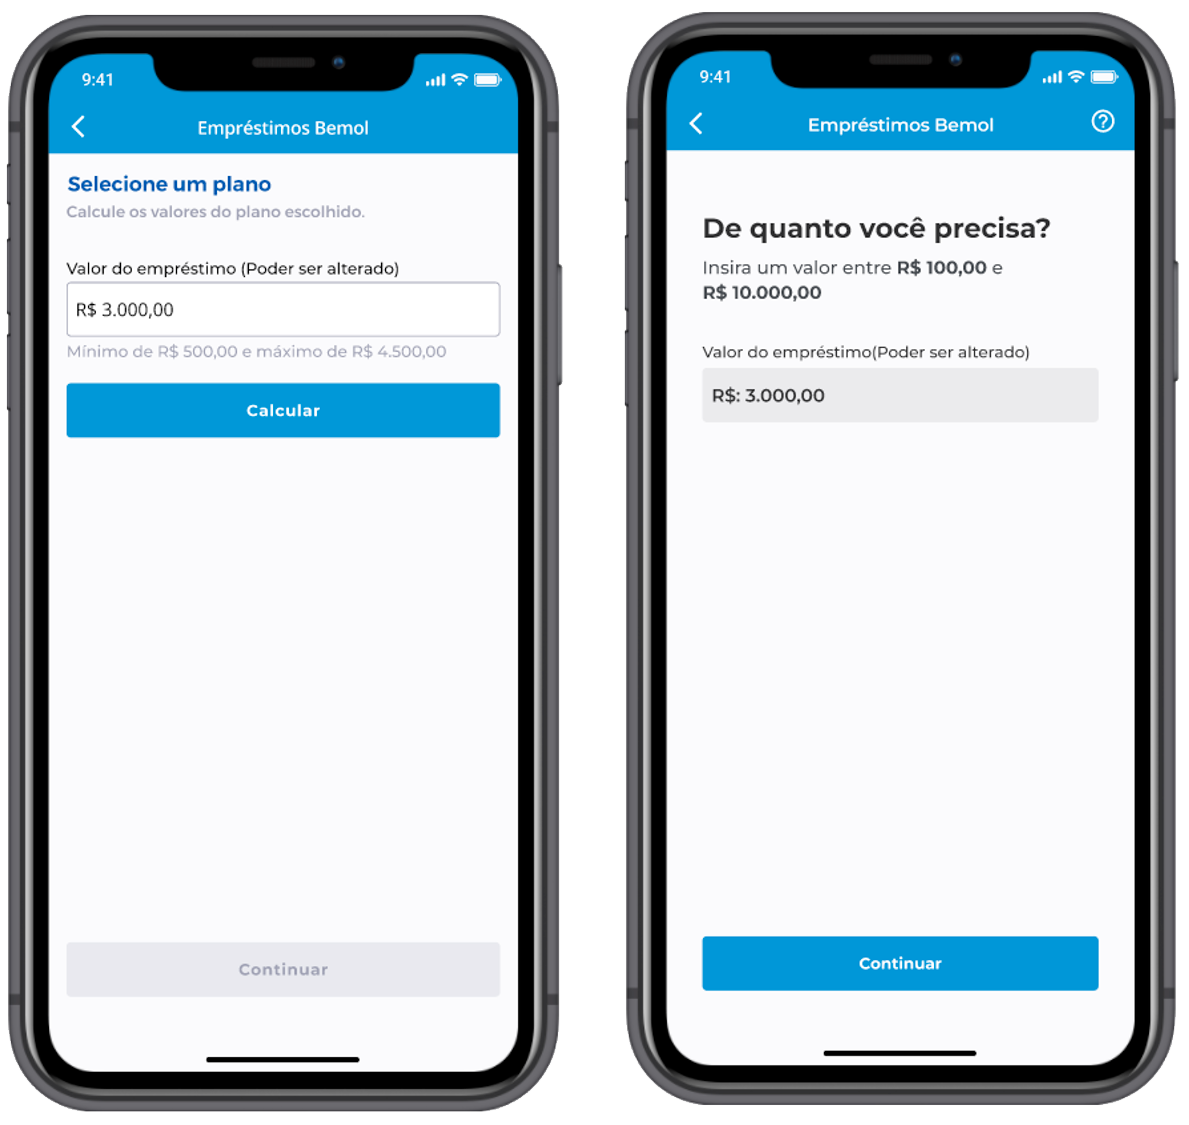 9:41
Empréstimos Bemol
Selecione um plano
Calcule os valores do plano escolhido.
Valor do empréstimo (Poder ser alterado)
R$ 3.000,00
Mínimo de R$ 500,00 e máximo de R$ 4.500,00
Calcular
Continuar
9:41
Empréstimos Bemol
De quanto você precisa?
Insira um valor entre R$ 100,00 e
R$ 10.000,00
Valor do empréstimo(Poder ser alterado)
R$: 3.000,00
Continuar